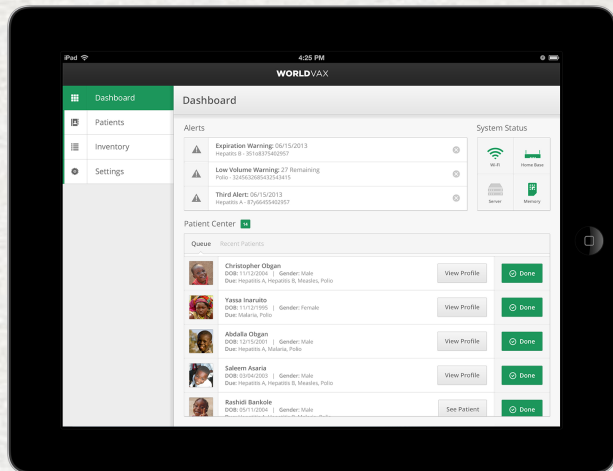 iPad
4:25 PM
WORLDVAX
Dashboard
Patients
Inventory
Settings
Dashboard
Alerts
Expiration Warning: 06/15/2013
Hepatits B - 351o8375402957
Low Volume Warning: 27 Remaining
Polio - 3245632685432543415
Third Alert: 06/15/2013
Hepatitis A - 87y66455402957
System Status
Wi-Fi
Home Base
Server
Memory
Patient Center 14
Queue Recent Patients
Christopher Obgan
DOB: 11/12/2004 | Gender: Male
Due: Hepatitis A, Hepatitis B, Measles, Polio
View Profile
Done
Yassa Inaruito
DOB: 11/12/1995 | Gender: Female
Due: Malaria, Polio
View Profile
Done
Abdalla Obgan
DOB: 12/15/2001 | Gender: Male
Due: Hepatitis A, Malaria, Polio
View Profile
Done
Saleem Asaria
DOB: 03/04/2003 | Gender: Male
Due: Hepatitis A, Hepatitis B, Measles, Polio
View Profile
Done
Rashidi Bankole
DOB: 05/11/2004 | Gender: Male
See Patient
Done